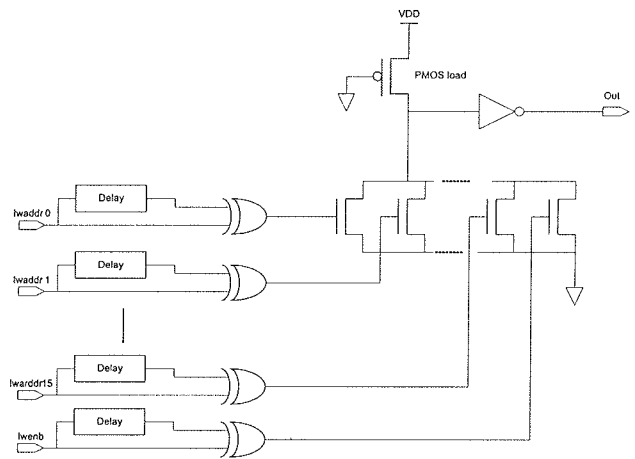 VDD
PMOS load
Out
Delay
Iwaddr 0
Delay
Iwaddr 1
Delay
Iwarddr15
Delay
Iwenb